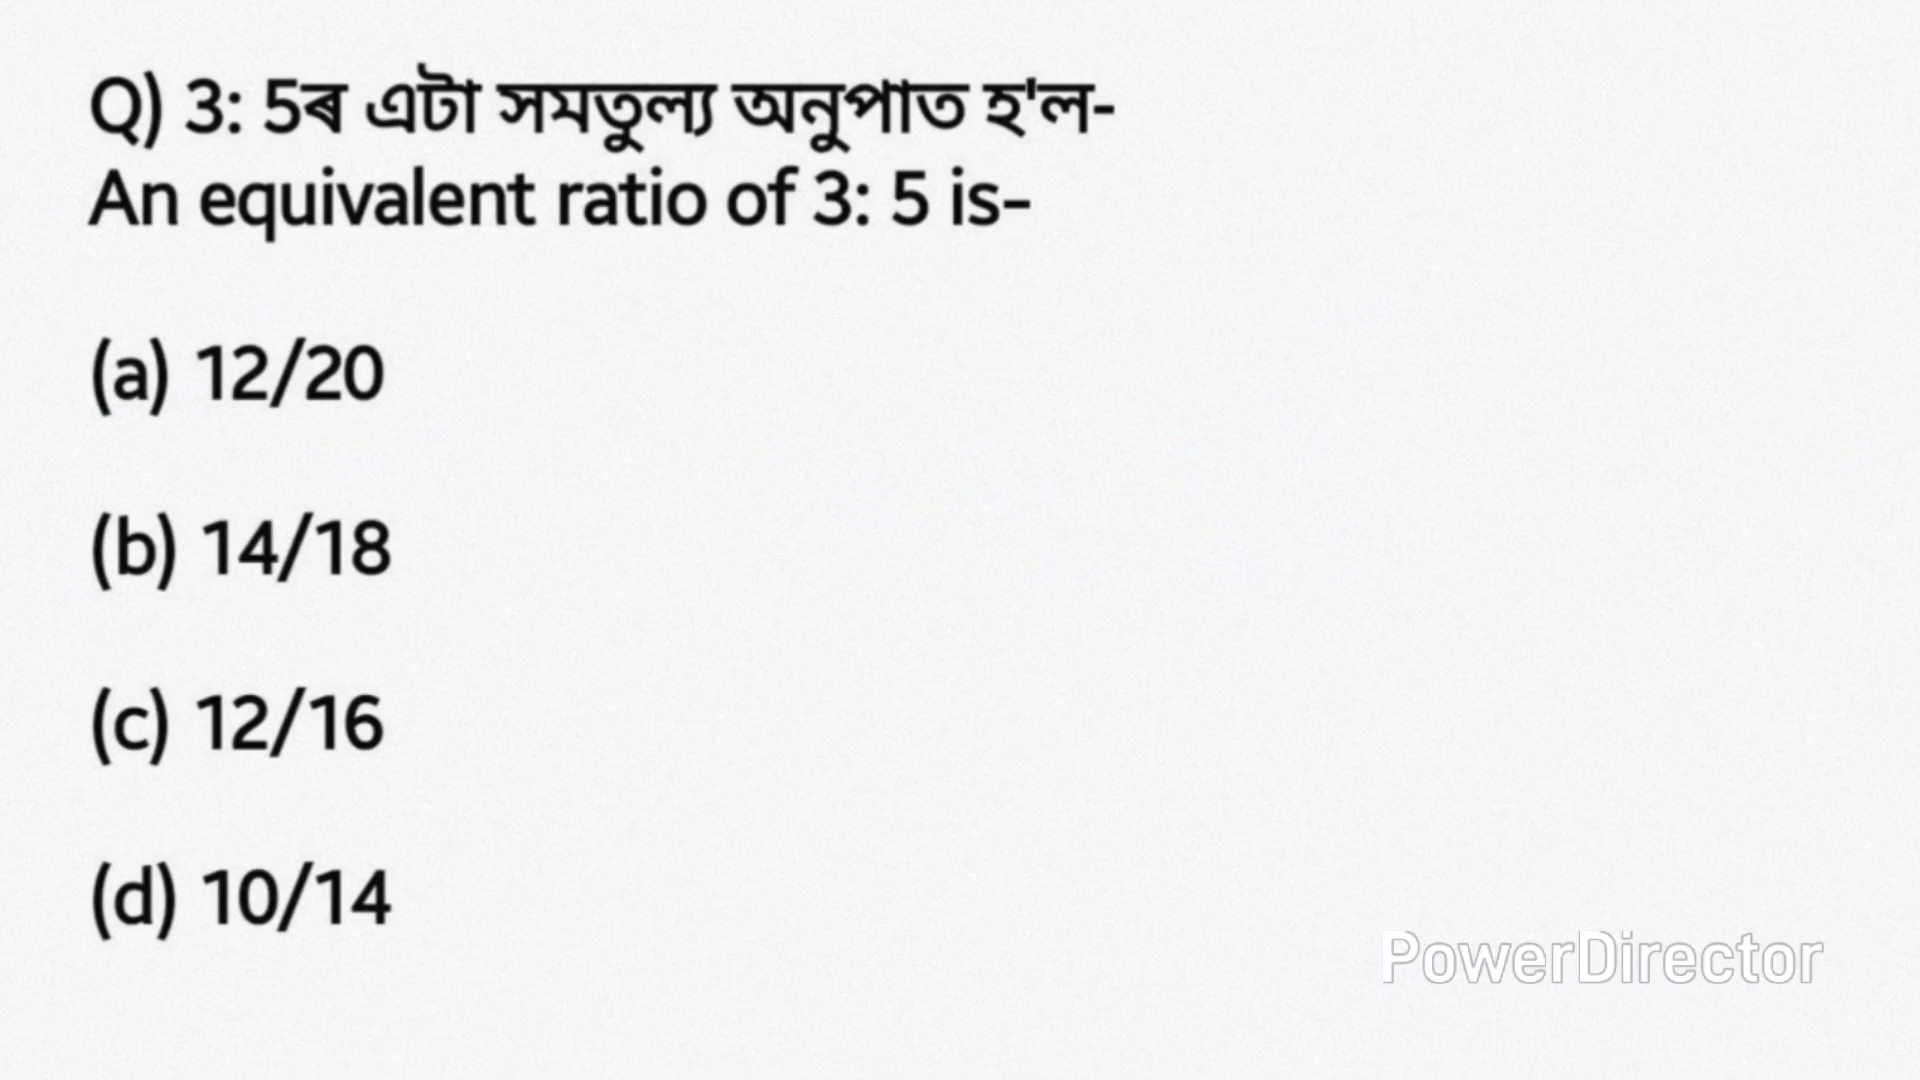 Q) 3: 5ৰ এটা সমতুল্য অনুপাত হ'ল-
An equivalent ratio of 3: 5 is-
(a) 12/20
(b) 14/18
(c) 12/16
(d) 10/14
PowerDirector